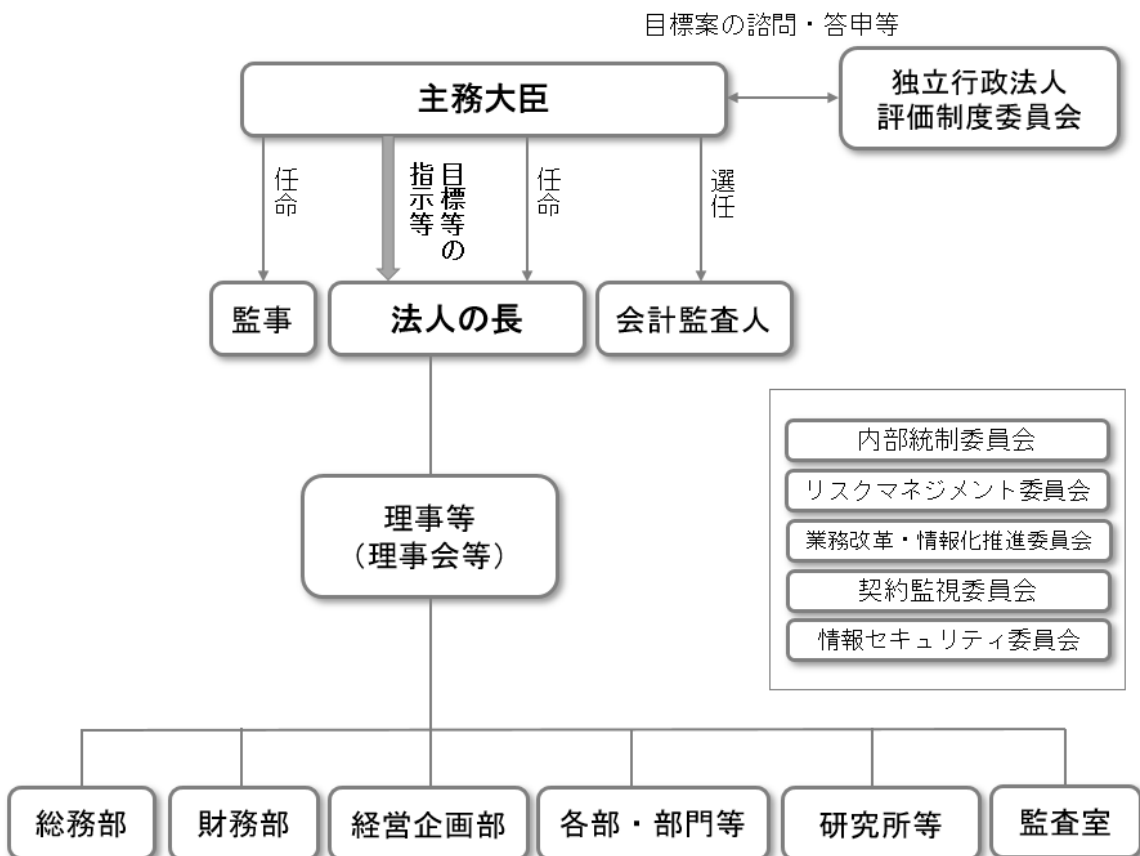 目標案の諮問・答申等
主務大臣
独立行政法人
評価制度委員会
任命
目標等の
指示等
任命
選任
監事
法人の長
会計監査人
内部統制委員会
リスクマネジメント委員会
業務改革・情報化推進委員会
契約監視委員会
情報セキュリティ委員会
理事等
（理事会等）
総務部
財務部
経営企画部
各部・部門等
研究所等
監査室